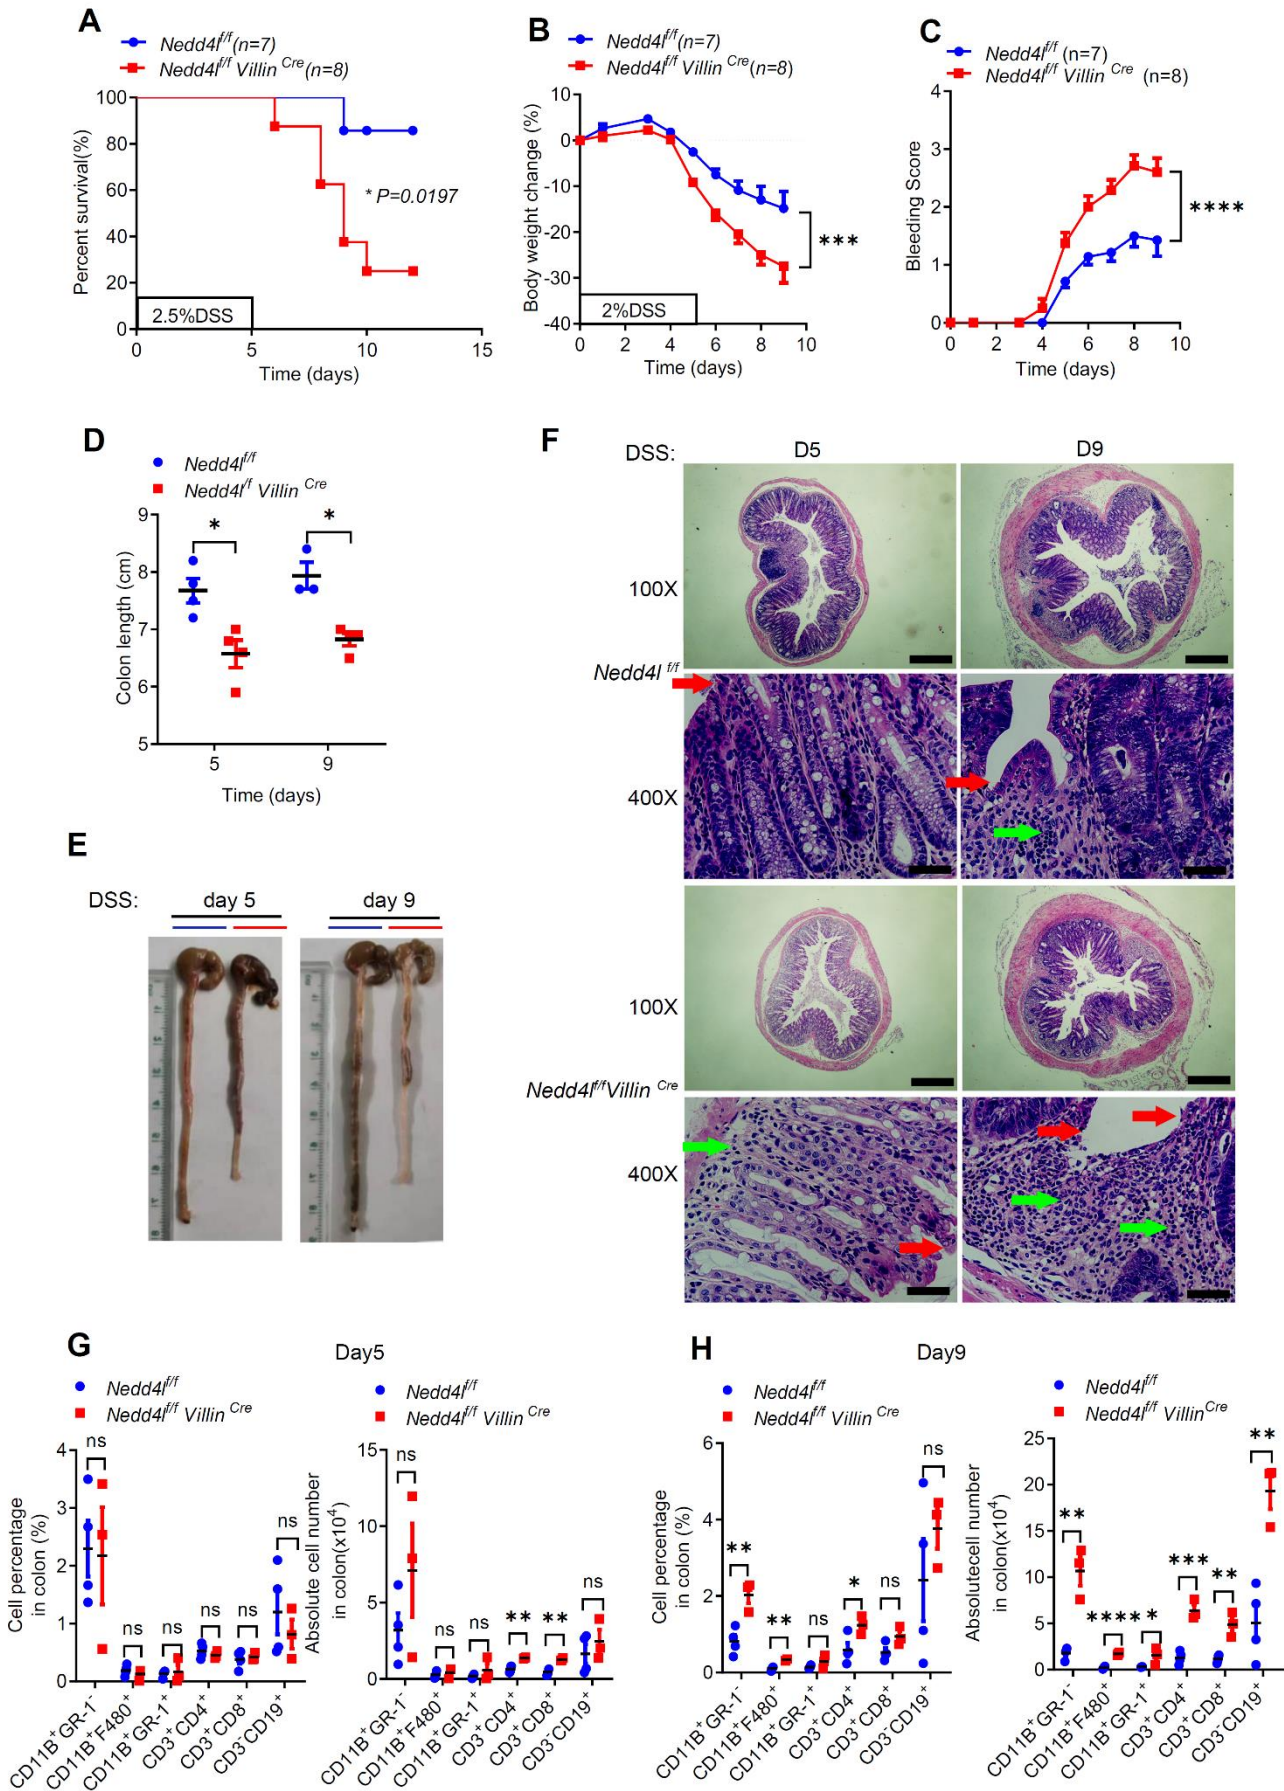 A
Nedd4l^f/f (n=7)
Nedd4l^f/f Villin ^Cre (n=8)
Percent survival(%)
100
80
60
40
20
0
* P=0.0197
2.5%DSS
0 5 10 15
Time (days)
B
Nedd4l^f/f (n=7)
Nedd4l^f/f Villin ^Cre (n=8)
Body weight change (%)
10
0
-10
-20
-30
-40
***
2%DSS
0 2 4 6 8 10
Time (days)
C
Nedd4l^f/f (n=7)
Nedd4l^f/f Villin ^Cre (n=8)
Bleeding Score
4
3
2
1
0
****
0 2 4 6 8 10
Time (days)
D
Nedd4l^f/f
Nedd4l^/f Villin ^Cre
Colon length (cm)
9
8
7
6
5
* *
5 9
Time (days)
E
DSS: day 5 day 9
F
DSS: D5 D9
100X
Nedd4l ^f/f
400X
100X
Nedd4l^f/f Villin ^Cre
400X
G
Day5
Nedd4l^f/f
Nedd4l^f/f Villin ^Cre
Cell percentage
in colon (%)
4
3
2
1
0
ns ns ns ns ns ns
CD11B^+GR-1^-
CD11B^+F480^+
CD11B^+GR-1^+
CD3^+CD4^+
CD3^+CD8^+
CD3^-CD19^+
Nedd4l^f/f
Nedd4l^f/f Villin ^Cre
Absolute cell number
in colon(x10^4)
15
10
5
0
ns ns ns ** ** ns
CD11B^+GR-1^-
CD11B^+F480^+
CD11B^+GR-1^+
CD3^+CD4^+
CD3^+CD8^+
CD3^-CD19^+
H
Day9
Nedd4l^f/f
Nedd4l^f/f Villin ^Cre
Cell percentage
in colon (%)
6
4
2
0
** ** ns * ns ns
CD11B^+GR-1^-
CD11B^+F480^+
CD11B^+GR-1^+
CD3^+CD4^+
CD3^+CD8^+
CD3^-CD19^+
Nedd4l^f/f
Nedd4l^f/f Villin ^Cre
Absolutecell number
in colon(x10^4)
25
20
15
10
5
0
** **** * *** ** **
CD11B^+GR-1^-
CD11B^+F480^+
CD11B^+GR-1^+
CD3^+CD4^+
CD3^+CD8^+
CD3^-CD19^+